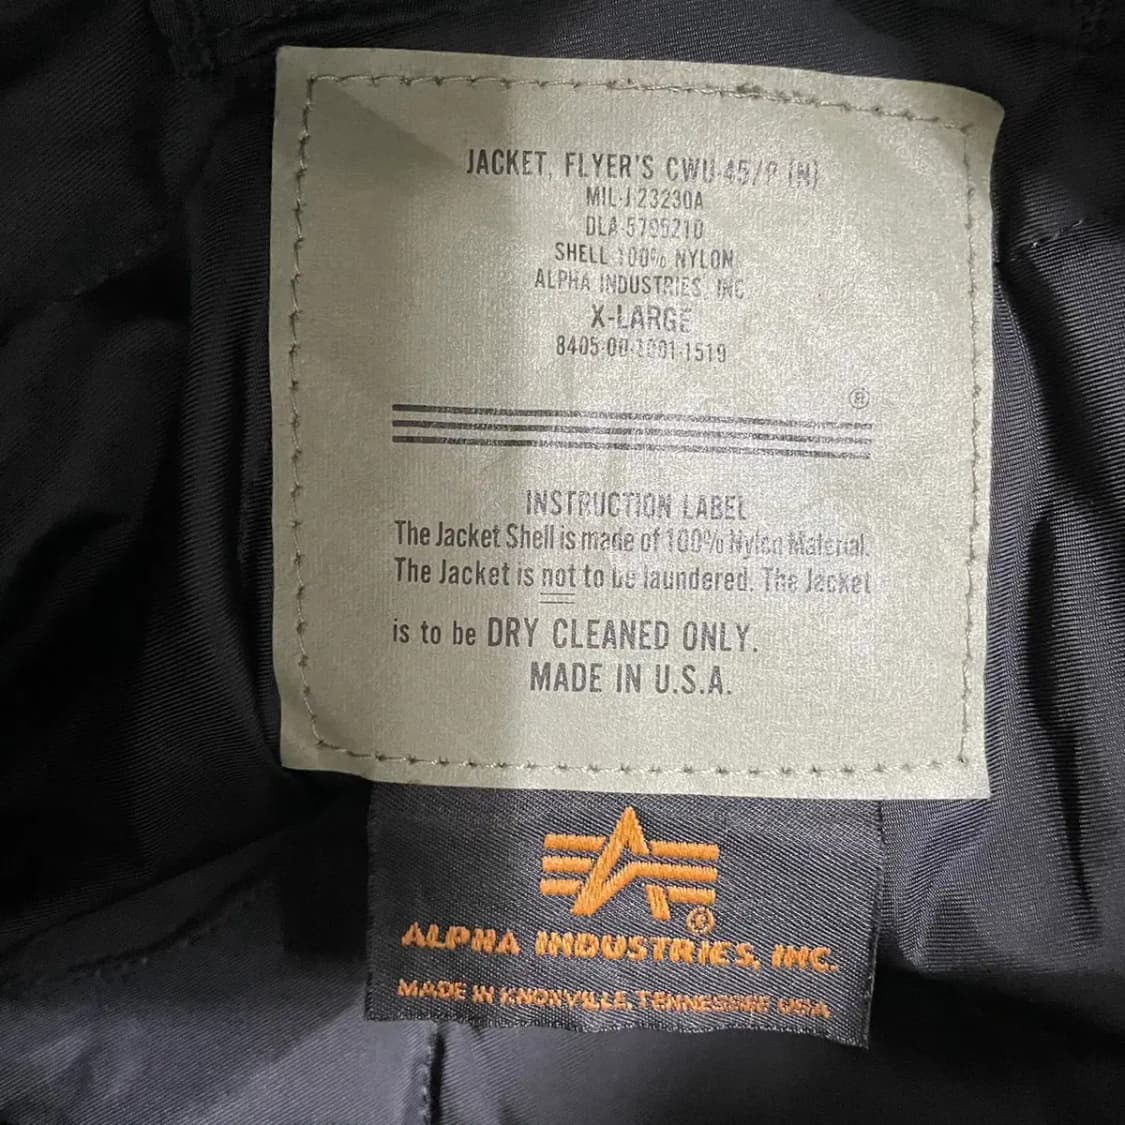 JACKET, FLYER'S CWU-45/P (N)
MIL-J-23230A
DLA-5795210
SHELL 100% NYLON
ALPHA INDUSTRIES, INC
X-LARGE
8405-00-1001-1519
®
INSTRUCTION LABEL
The Jacket Shell is made of 100% Nylon Material.
The Jacket is not to be laundered. The Jacket
is to be DRY CLEANED ONLY.
MADE IN U.S.A.
®
ALPHA INDUSTRIES, INC.
MADE IN KNOXVILLE, TENNESSEE USA